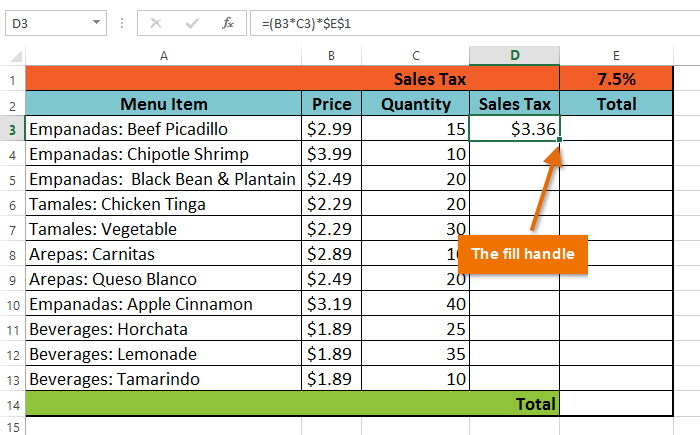 D3 fx =(B3*C3)*$E$1
A B C D E
1 Sales Tax 7.5%
2 Menu Item Price Quantity Sales Tax Total
3 Empanadas: Beef Picadillo $2.99 15 $3.36
4 Empanadas: Chipotle Shrimp $3.99 10
5 Empanadas: Black Bean & Plantain $2.49 20
6 Tamales: Chicken Tinga $2.29 20
7 Tamales: Vegetable $2.29 30
8 Arepas: Carnitas $2.89 The fill handle
9 Arepas: Queso Blanco $2.49 20
10 Empanadas: Apple Cinnamon $3.19 40
11 Beverages: Horchata $1.89 25
12 Beverages: Lemonade $1.89 35
13 Beverages: Tamarindo $1.89 10
14 Total
15